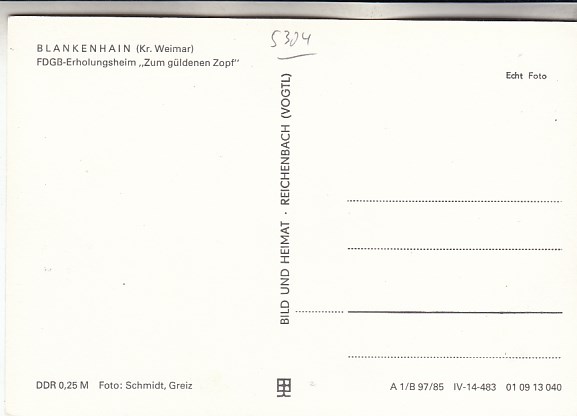 BLANKENHAIN (Kr. Weimar)
FDGB-Erholungsheim „Zum güldenen Zopf"
5304
Echt Foto
BILD UND HEIMAT · REICHENBACH (VOGTL)
DDR 0,25 M Foto: Schmidt, Greiz
A 1/B 97/85 IV-14-483 01 09 13 040